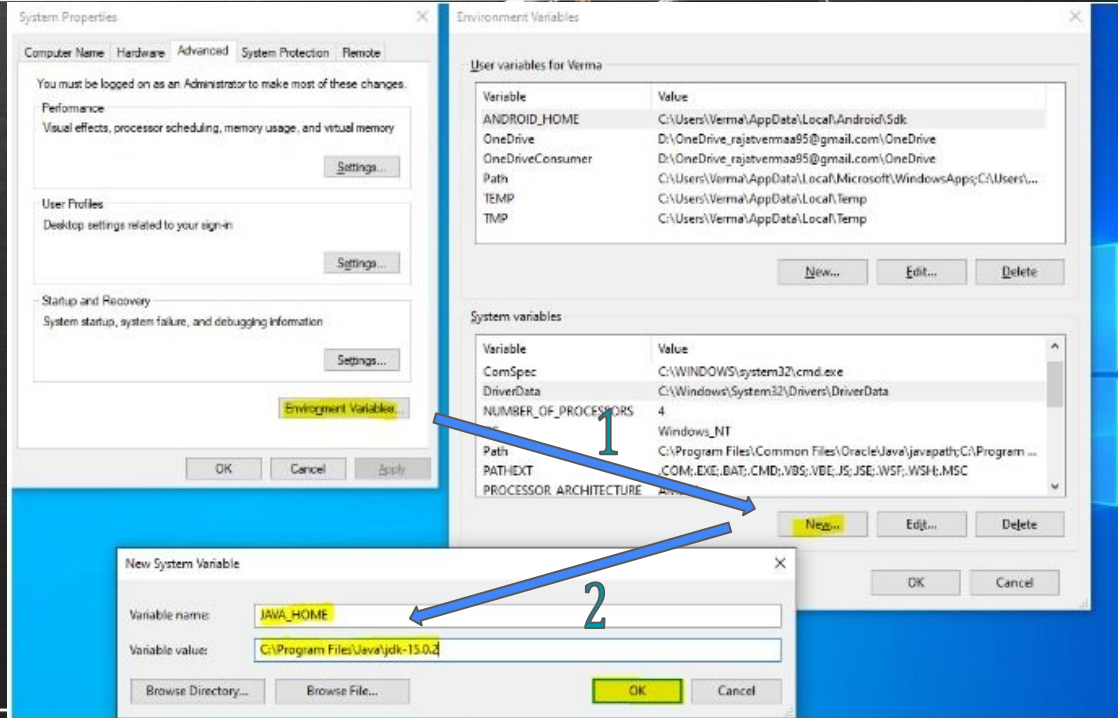 System Properties
Computer Name Hardware Advanced System Protection Remote
You must be logged on as an Administrator to make most of these changes.
Performance
Visual effects, processor scheduling, memory usage, and virtual memory
Settings...
User Profiles
Desktop settings related to your sign-in
Settings...
Startup and Recovery
System startup, system failure, and debugging information
Settings...
Environment Variables...
OK Cancel Apply
Environment Variables
User variables for Verma
Variable Value
ANDROID_HOME C:\Users\Verma\AppData\Local\Android\Sdk
OneDrive D:\OneDrive_rajatvermaa95@gmail.com\OneDrive
OneDriveConsumer D:\OneDrive_rajatvermaa95@gmail.com\OneDrive
Path C:\Users\Verma\AppData\Local\Microsoft\WindowsApps;C:\Users\...
TEMP C:\Users\Verma\AppData\Local\Temp
TMP C:\Users\Verma\AppData\Local\Temp
New... Edit... Delete
System variables
Variable Value
ComSpec C:\WINDOWS\system32\cmd.exe
DriverData C:\Windows\System32\Drivers\DriverData
NUMBER_OF_PROCESSORS 4
Windows_NT
Path C:\Program Files\Common Files\Oracle\Java\javapath;C:\Program ...
PATHEXT .COM;.EXE;.BAT;.CMD;.VBS;.VBE;.JS;.JSE;.WSF;.WSH;.MSC
PROCESSOR_ARCHITECTURE
New... Edit... Delete
OK Cancel
1
2
New System Variable
Variable name: JAVA_HOME
Variable value: C:\Program Files\Java\jdk-15.0.2
Browse Directory... Browse File... OK Cancel